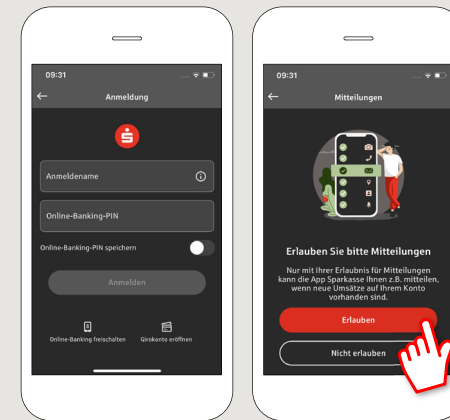 09:31
Anmeldung
Anmeldename
Online-Banking-PIN
Online-Banking-PIN speichern
Anmelden
Online-Banking freischalten
Girokonto eröffnen
09:31
Mitteilungen
Erlauben Sie bitte Mitteilungen
Nur mit Ihrer Erlaubnis für Mitteilungen
kann die App Sparkasse Ihnen z.B. mitteilen,
wenn neue Umsätze auf Ihrem Konto
vorhanden sind.
Erlauben
Nicht erlauben